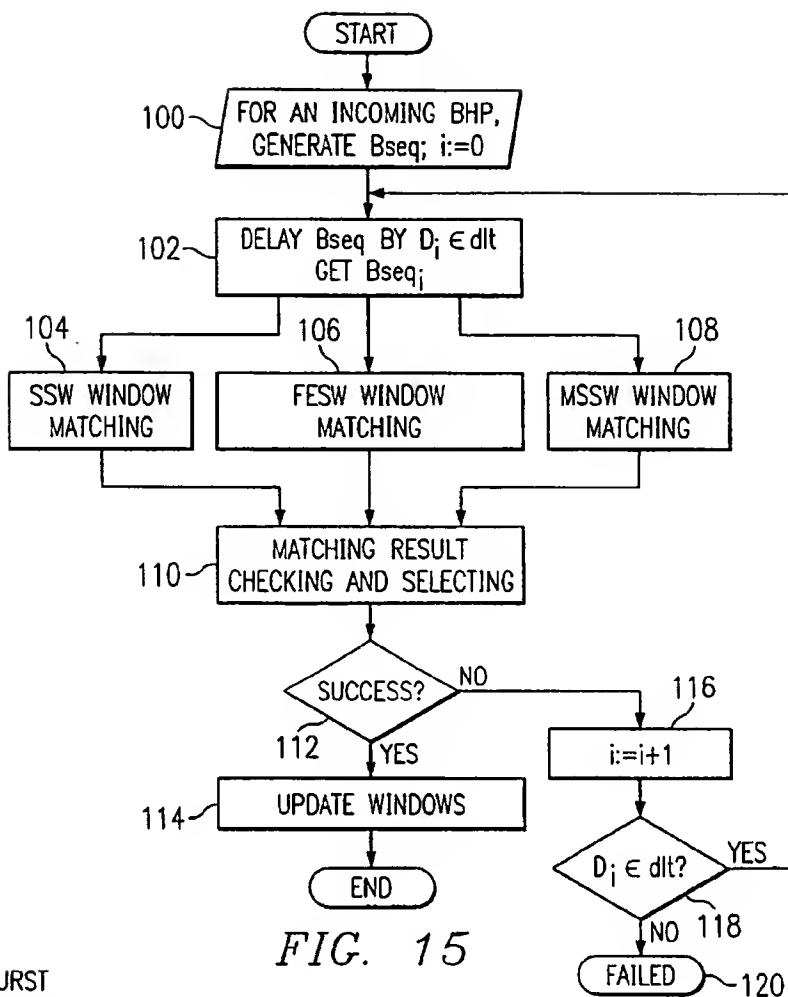 START
100
FOR AN INCOMING BHP,
GENERATE Bseq; i:=0
102
DELAY Bseq BY Di ∈ dlt
GET Bseqi
104
SSW WINDOW
MATCHING
106
FESW WINDOW
MATCHING
108
MSSW WINDOW
MATCHING
110
MATCHING RESULT
CHECKING AND SELECTING
SUCCESS?
112
NO
YES
116
i:=i+1
114
UPDATE WINDOWS
END
Di ∈ dlt?
YES
118
NO
FAILED
120
FIG. 15